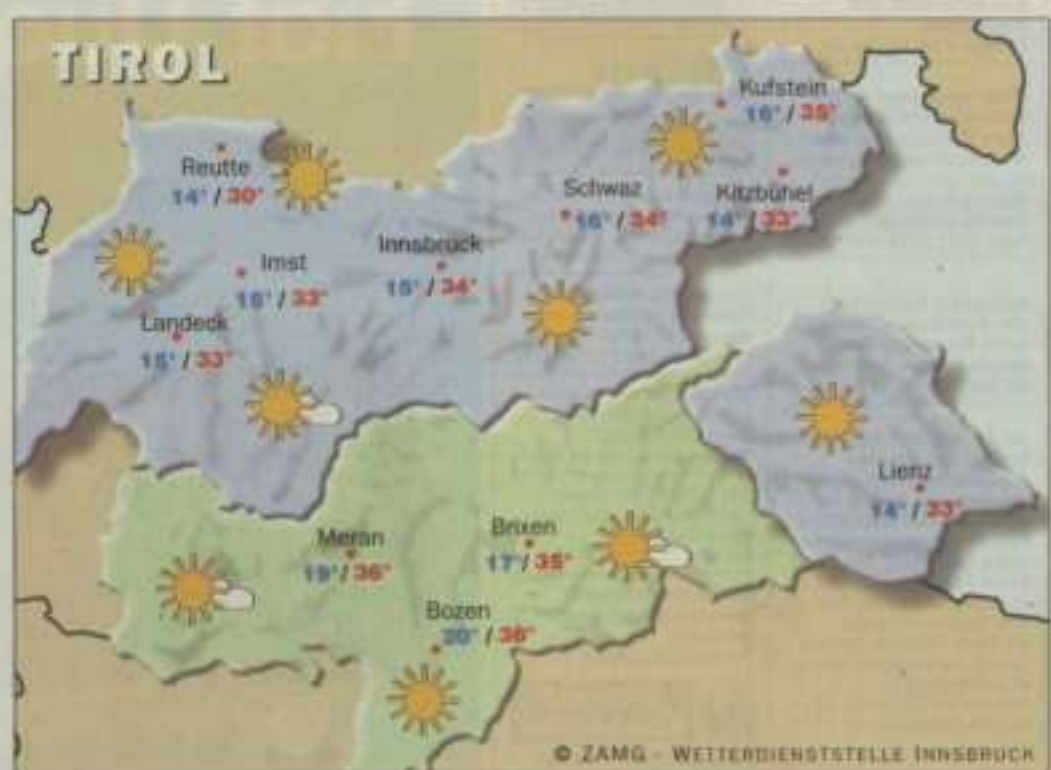 TIROL
Kufstein
16° / 35°
Reutte
14° / 30°
Schwaz
16° / 34°
Kitzbühel
14° / 33°
Innsbruck
15° / 34°
Imst
15° / 33°
Landeck
15° / 33°
Lienz
14° / 33°
Meran
19° / 36°
Brixen
17° / 35°
Bozen
20° / 36°
© ZAMG - WETTERDIENSTSTELLE INNSBRUCK